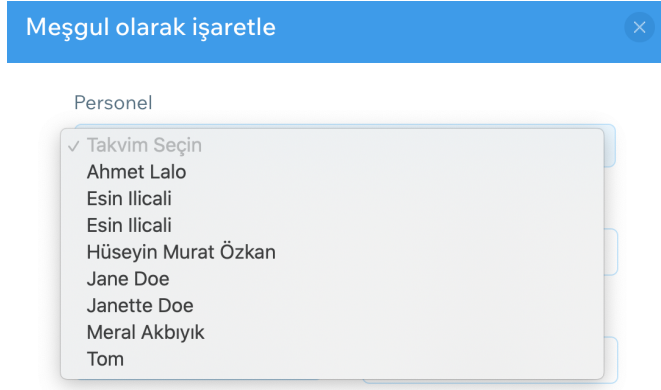 Meşgul olarak işaretle
Personel
Takvim Seçin
Ahmet Lalo
Esin Ilicali
Esin Ilicali
Hüseyin Murat Özkan
Jane Doe
Janette Doe
Meral Akbıyık
Tom